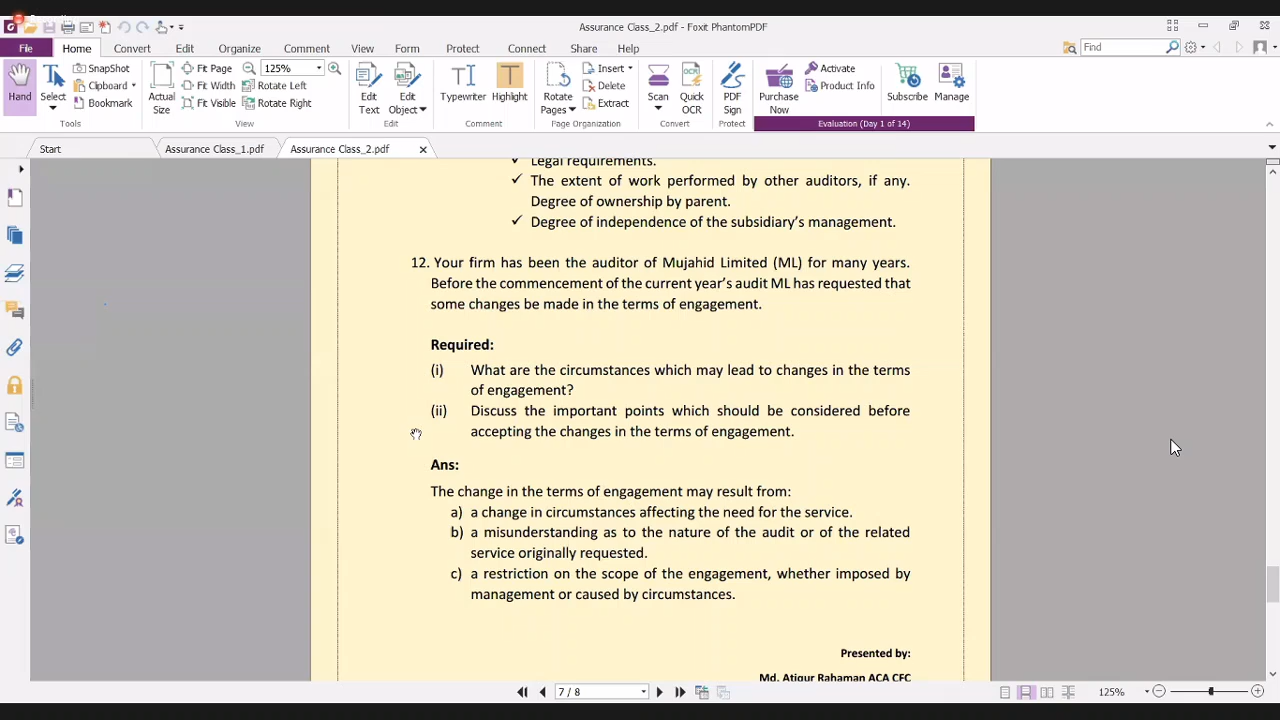 Assurance Class_2.pdf - Foxit PhantomPDF
File Home Convert Edit Organize Comment View Form Protect Connect Share Help
Find
Hand
Select
SnapShot
Clipboard
Bookmark
Tools
Actual Size
Fit Page
Fit Width
Fit Visible
125%
Rotate Left
Rotate Right
View
Edit Text
Edit Object
Edit
Typewriter
Highlight
Comment
Rotate Pages
Insert
Delete
Extract
Page Organization
Scan
Quick OCR
Convert
PDF Sign
Protect
Purchase Now
Activate
Product Info
Subscribe
Manage
Evaluation (Day 1 of 14)
Start
Assurance Class_1.pdf
Assurance Class_2.pdf
✓ Legal requirements.
✓ The extent of work performed by other auditors, if any.
Degree of ownership by parent.
✓ Degree of independence of the subsidiary's management.
12. Your firm has been the auditor of Mujahid Limited (ML) for many years.
Before the commencement of the current year's audit ML has requested that
some changes be made in the terms of engagement.
Required:
(i) What are the circumstances which may lead to changes in the terms
of engagement?
(ii) Discuss the important points which should be considered before
accepting the changes in the terms of engagement.
Ans:
The change in the terms of engagement may result from:
a) a change in circumstances affecting the need for the service.
b) a misunderstanding as to the nature of the audit or of the related
service originally requested.
c) a restriction on the scope of the engagement, whether imposed by
management or caused by circumstances.
Presented by:
Md. Atiqur Rahaman ACA CFC
7 / 8
125%